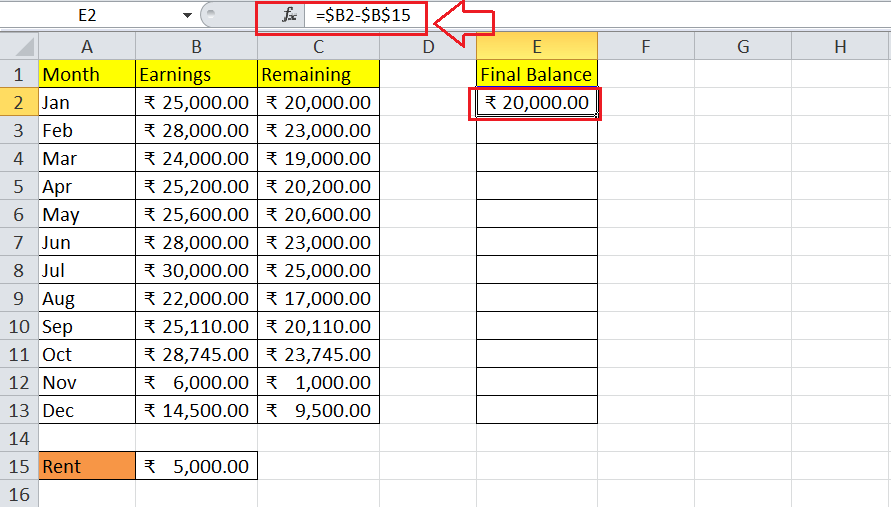 E2 fx =$B2-$B$15
A B C D E F G H
1 Month Earnings Remaining Final Balance
2 Jan ₹ 25,000.00 ₹ 20,000.00 ₹ 20,000.00
3 Feb ₹ 28,000.00 ₹ 23,000.00
4 Mar ₹ 24,000.00 ₹ 19,000.00
5 Apr ₹ 25,200.00 ₹ 20,200.00
6 May ₹ 25,600.00 ₹ 20,600.00
7 Jun ₹ 28,000.00 ₹ 23,000.00
8 Jul ₹ 30,000.00 ₹ 25,000.00
9 Aug ₹ 22,000.00 ₹ 17,000.00
10 Sep ₹ 25,110.00 ₹ 20,110.00
11 Oct ₹ 28,745.00 ₹ 23,745.00
12 Nov ₹ 6,000.00 ₹ 1,000.00
13 Dec ₹ 14,500.00 ₹ 9,500.00
14
15 Rent ₹ 5,000.00
16